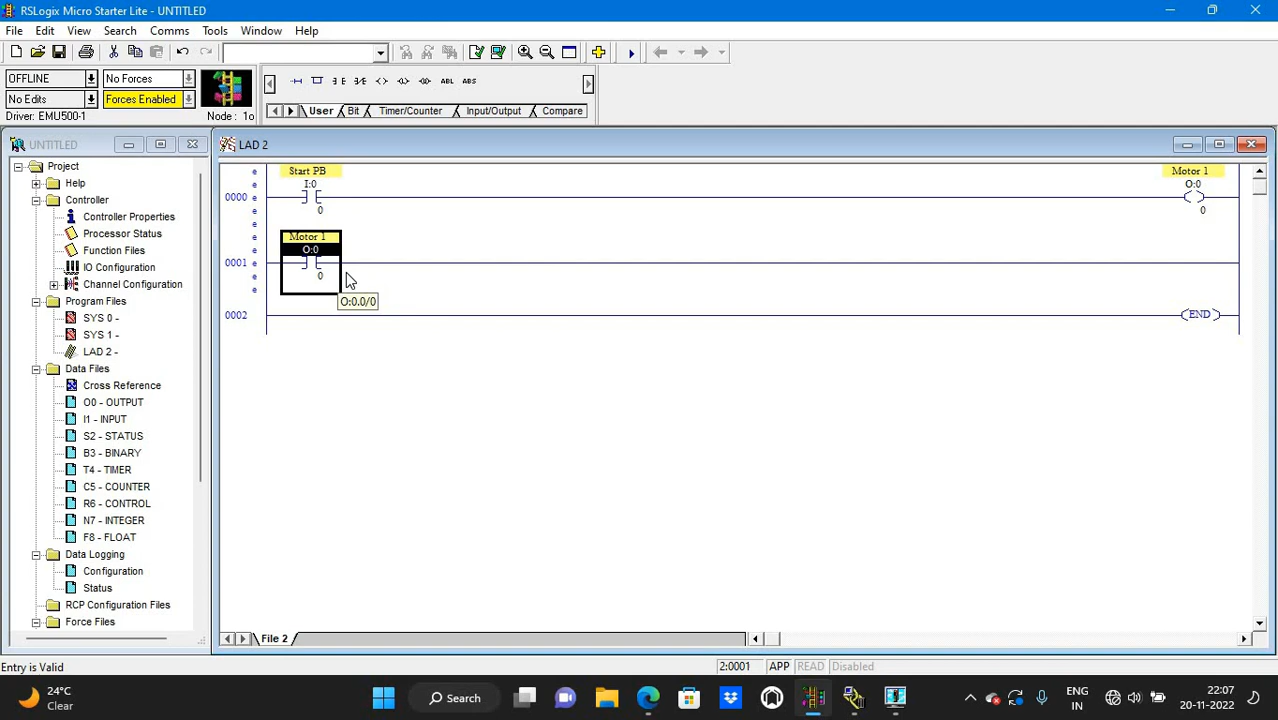 RSLogix Micro Starter Lite - UNTITLED
File Edit View Search Comms Tools Window Help
OFFLINE No Forces
No Edits Forces Enabled
Driver: EMU500-1 Node : 1o
ABL ABS
User Bit Timer/Counter Input/Output Compare
UNTITLED
Project
Help
Controller
Controller Properties
Processor Status
Function Files
IO Configuration
Channel Configuration
Program Files
SYS 0 -
SYS 1 -
LAD 2 -
Data Files
Cross Reference
O0 - OUTPUT
I1 - INPUT
S2 - STATUS
B3 - BINARY
T4 - TIMER
C5 - COUNTER
R6 - CONTROL
N7 - INTEGER
F8 - FLOAT
Data Logging
Configuration
Status
RCP Configuration Files
Force Files
LAD 2
e Start PB Motor 1
e I:0 O:0
0000
e 0 0
e
e Motor 1
e O:0
0001
e 0
e
O:0.0/0
0002 END
File 2
Entry is Valid 2:0001 APP READ Disabled
24°C
Clear
Search
ENG
IN
22:07
20-11-2022